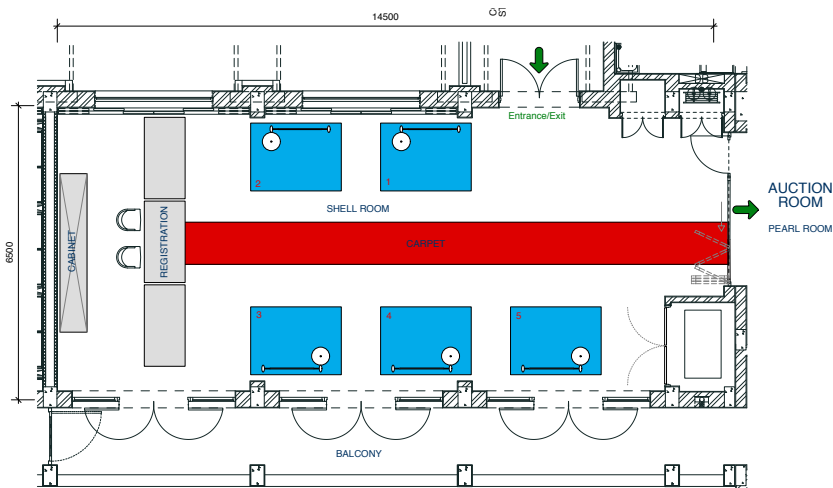 14500
Entrance/Exit
2
1
AUCTION
ROOM
SHELL ROOM
PEARL ROOM
6500
CABINET
REGISTRATION
CARPET
3
4
5
BALCONY